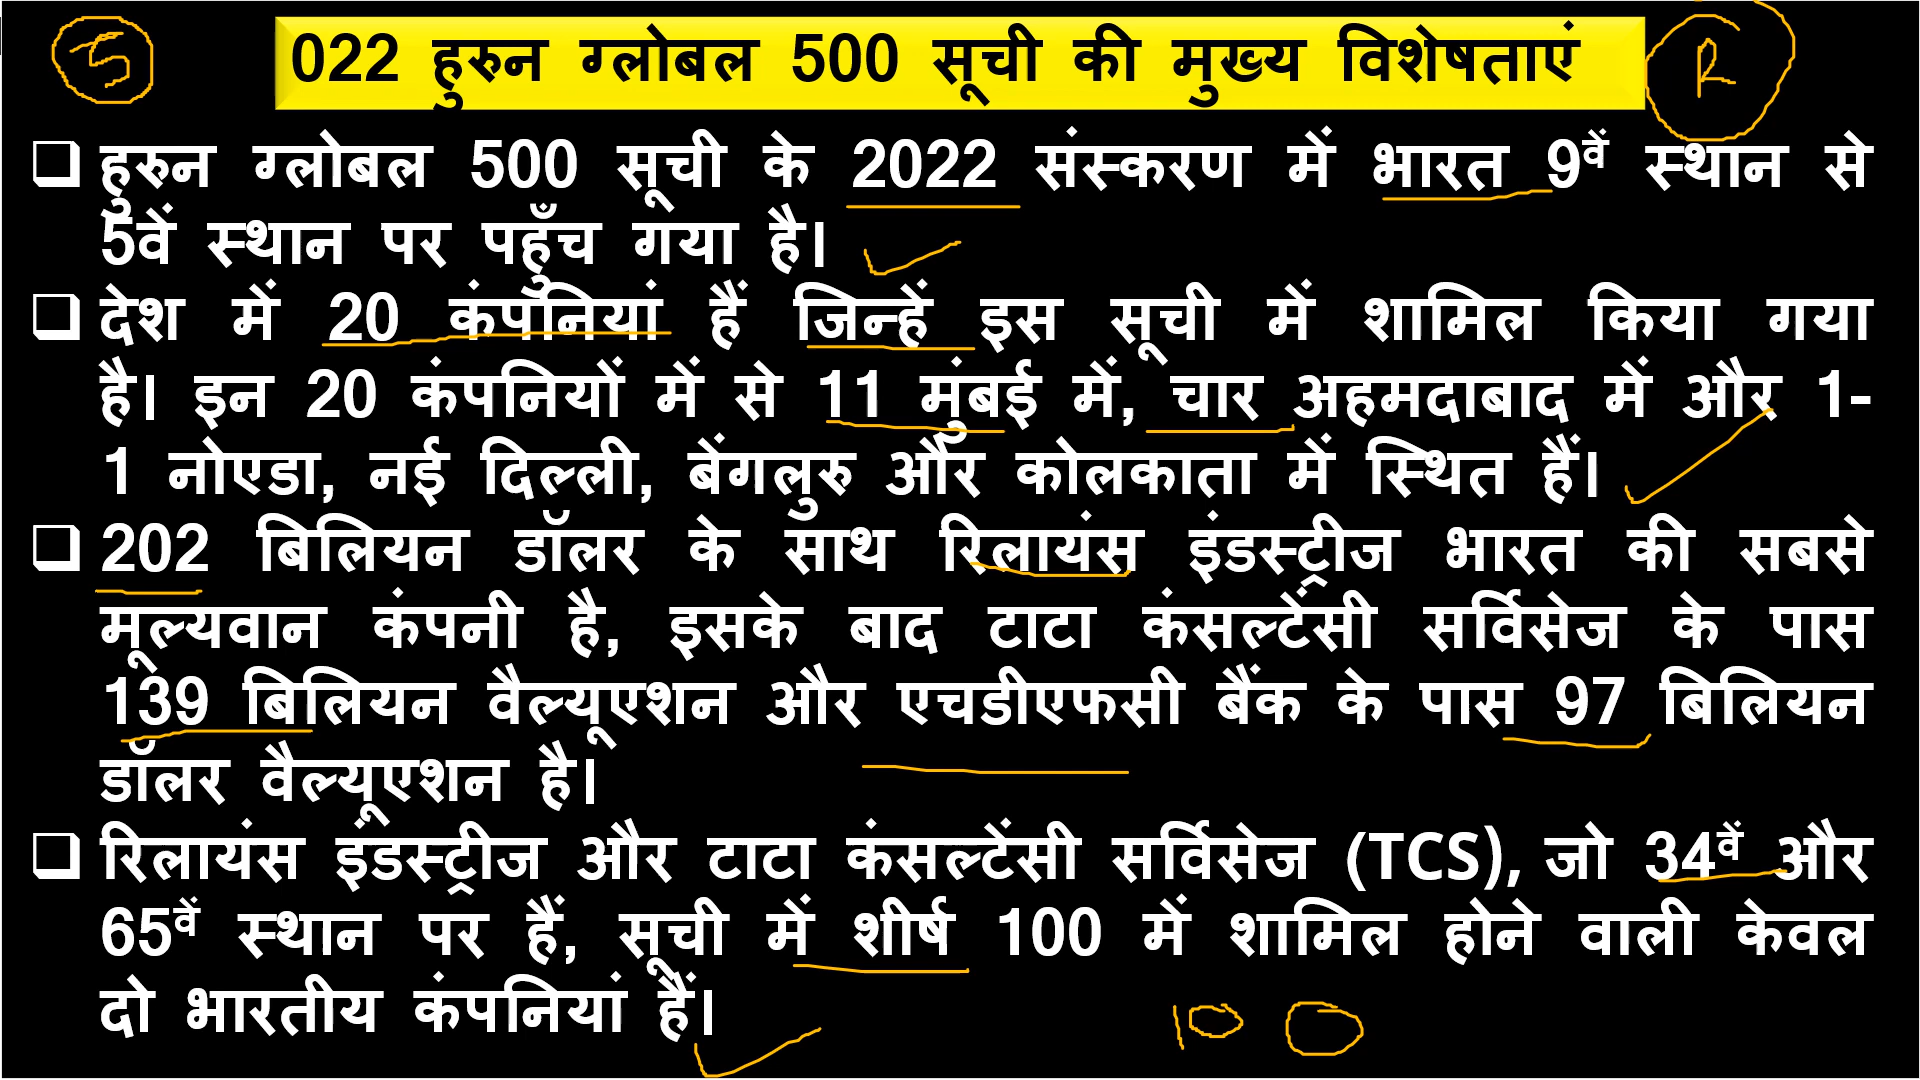 5
022 हुरुन ग्लोबल 500 सूची की मुख्य विशेषताएं
R
हुरुन ग्लोबल 500 सूची के 2022 संस्करण में भारत 9वें स्थान से
5वें स्थान पर पहुँच गया है।
देश में 20 कंपनियां हैं जिन्हें इस सूची में शामिल किया गया
है। इन 20 कंपनियों में से 11 मुंबई में, चार अहमदाबाद में और 1-
1 नोएडा, नई दिल्ली, बेंगलुरु और कोलकाता में स्थित हैं।
202 बिलियन डॉलर के साथ रिलायंस इंडस्ट्रीज भारत की सबसे
मूल्यवान कंपनी है, इसके बाद टाटा कंसल्टेंसी सर्विसेज के पास
139 बिलियन वैल्यूएशन और एचडीएफसी बैंक के पास 97 बिलियन
डॉलर वैल्यूएशन है।
रिलायंस इंडस्ट्रीज और टाटा कंसल्टेंसी सर्विसेज (TCS), जो 34वें और
65वें स्थान पर हैं, सूची में शीर्ष 100 में शामिल होने वाली केवल
दो भारतीय कंपनियां हैं।
100